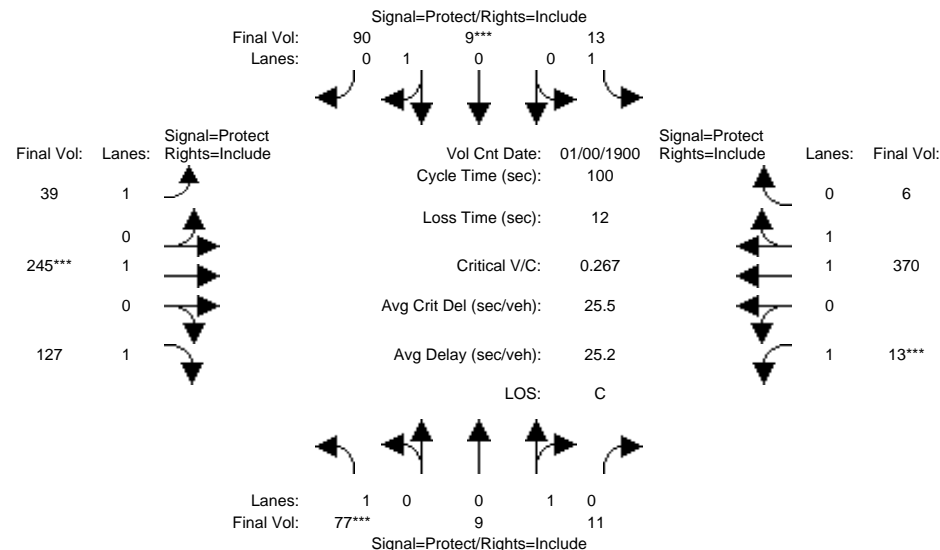 Signal=Protect/Rights=Include
Final Vol: 90 9*** 13
Lanes: 0 1 0 0 1
Signal=Protect
Final Vol: Lanes: Rights=Include
Vol Cnt Date: 01/00/1900
Signal=Protect
Rights=Include Lanes: Final Vol:
Cycle Time (sec): 100
39 1
0 6
Loss Time (sec): 12
0
1
245*** 1
Critical V/C: 0.267
1 370
0
Avg Crit Del (sec/veh): 25.5
0
127 1
Avg Delay (sec/veh): 25.2
1 13***
LOS: C
Lanes: 1 0 0 1 0
Final Vol: 77*** 9 11
Signal=Protect/Rights=Include